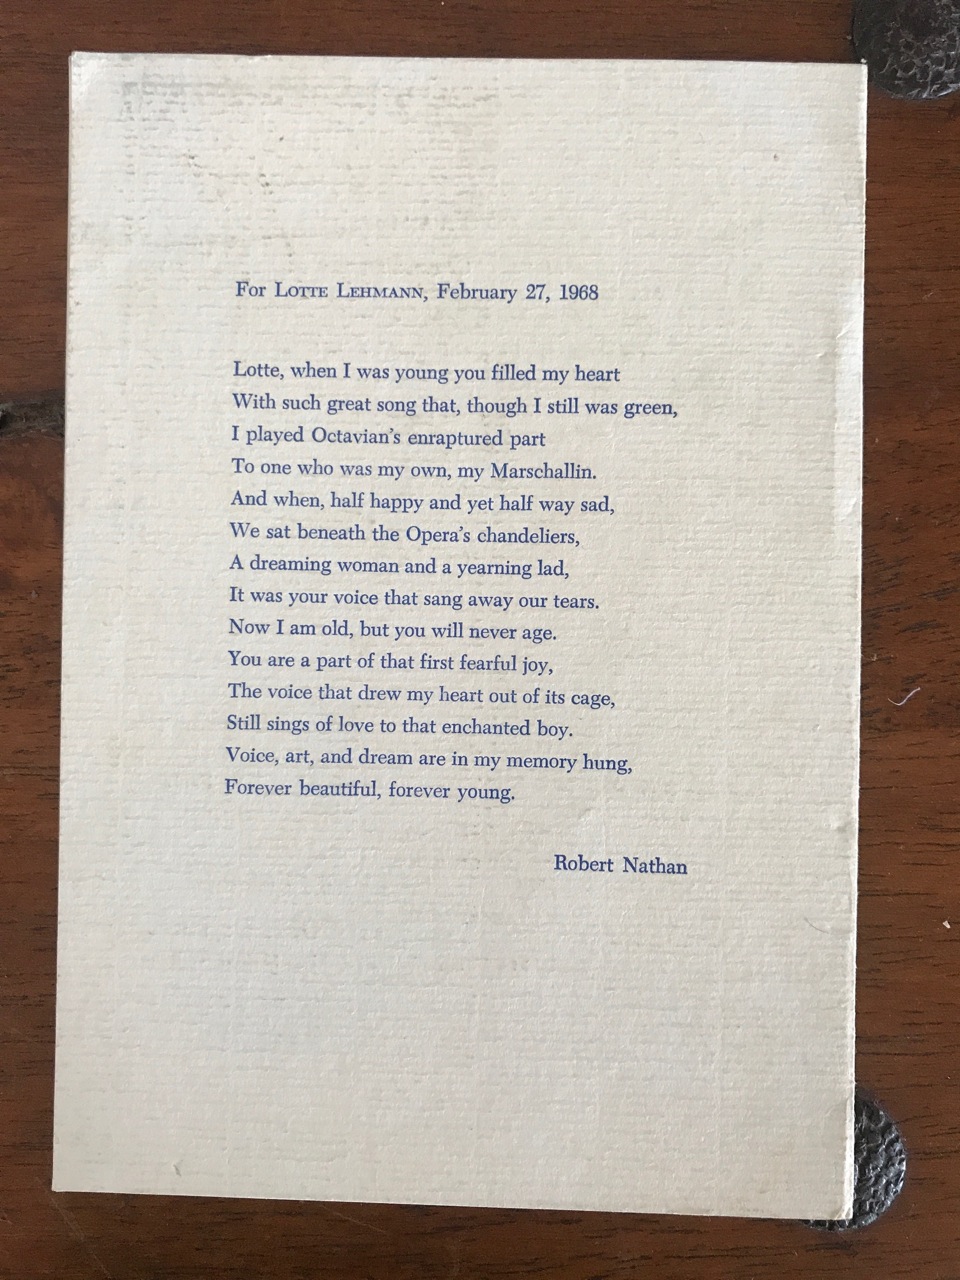 For LOTTE LEHMANN, February 27, 1968
Lotte, when I was young you filled my heart
With such great song that, though I still was green,
I played Octavian's enraptured part
To one who was my own, my Marschallin.
And when, half happy and yet half way sad,
We sat beneath the Opera's chandeliers,
A dreaming woman and a yearning lad,
It was your voice that sang away our tears.
Now I am old, but you will never age.
You are a part of that first fearful joy,
The voice that drew my heart out of its cage,
Still sings of love to that enchanted boy.
Voice, art, and dream are in my memory hung,
Forever beautiful, forever young.
Robert Nathan